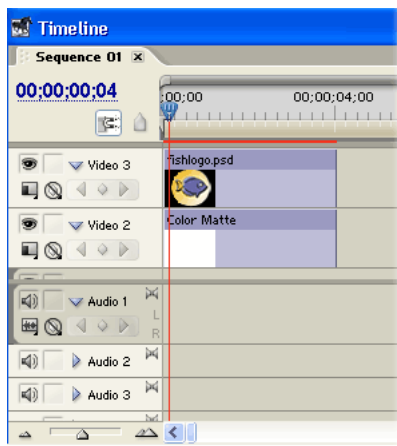 Timeline
Sequence 01 x
00;00;00;04
;00;00 00;00;04;00
Video 3 fishlogo.psd
Video 2 Color Matte
Audio 1
L
R
Audio 2
Audio 3